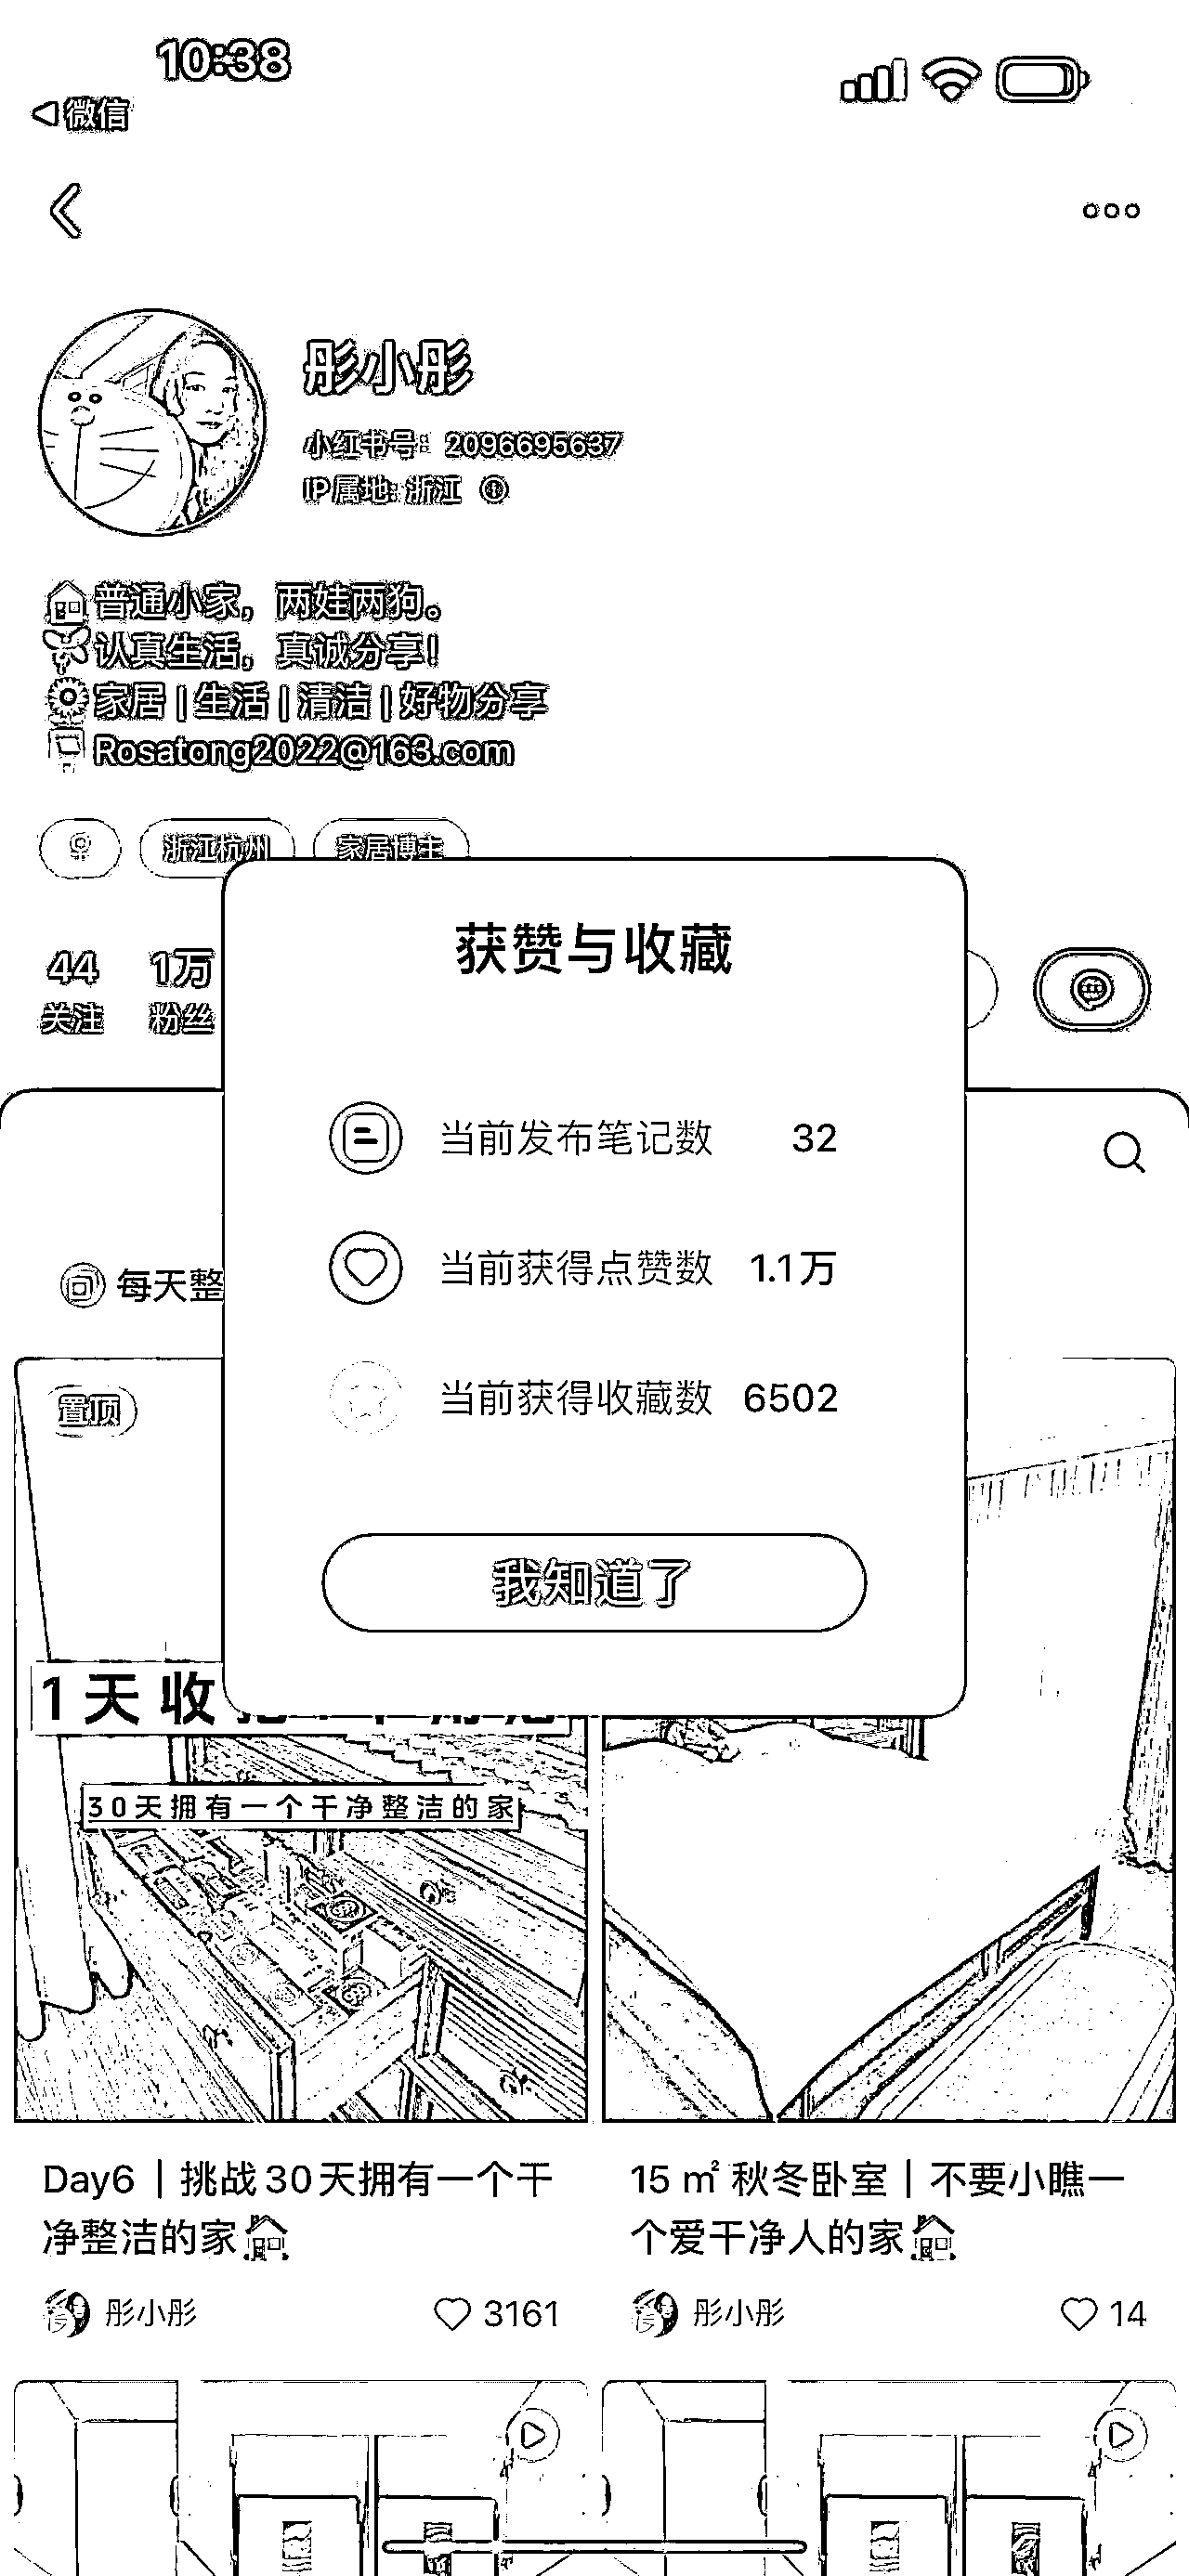 10:38
微信
彤小彤
小红书号: 2096695637
IP属地: 浙江
普通小家，两娃两狗。
认真生活，真诚分享！
家居 | 生活 | 清洁 | 好物分享
Rosatong2022@163.com
浙江杭州 家居博主
44 1万
关注 粉丝
获赞与收藏
当前发布笔记数 32
当前获得点赞数 1.1万
当前获得收藏数 6502
我知道了
每天整
置顶
1天收
30天拥有一个干净整洁的家
Day6｜挑战30天拥有一个干
净整洁的家
彤小彤 3161
15㎡秋冬卧室｜不要小瞧一
个爱干净人的家
彤小彤 14